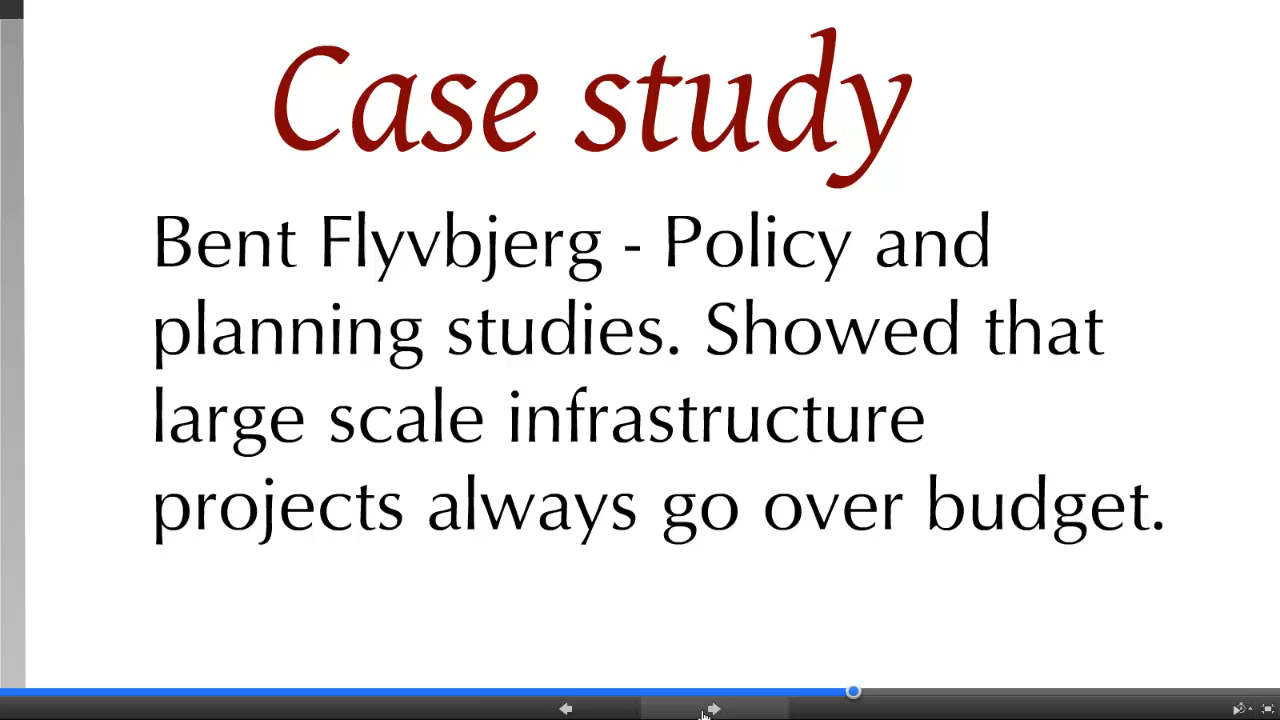 Case study
Bent Flyvbjerg - Policy and
planning studies. Showed that
large scale infrastructure
projects always go over budget.